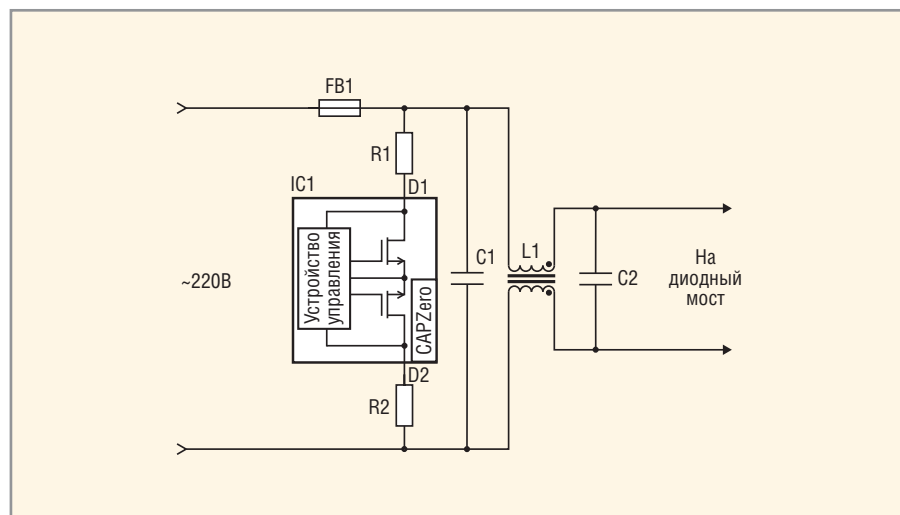 FB1
R1
IC1
D1
Устройство
управления
CAPZero
D2
R2
~220В
C1
L1
C2
На
диодный
мост